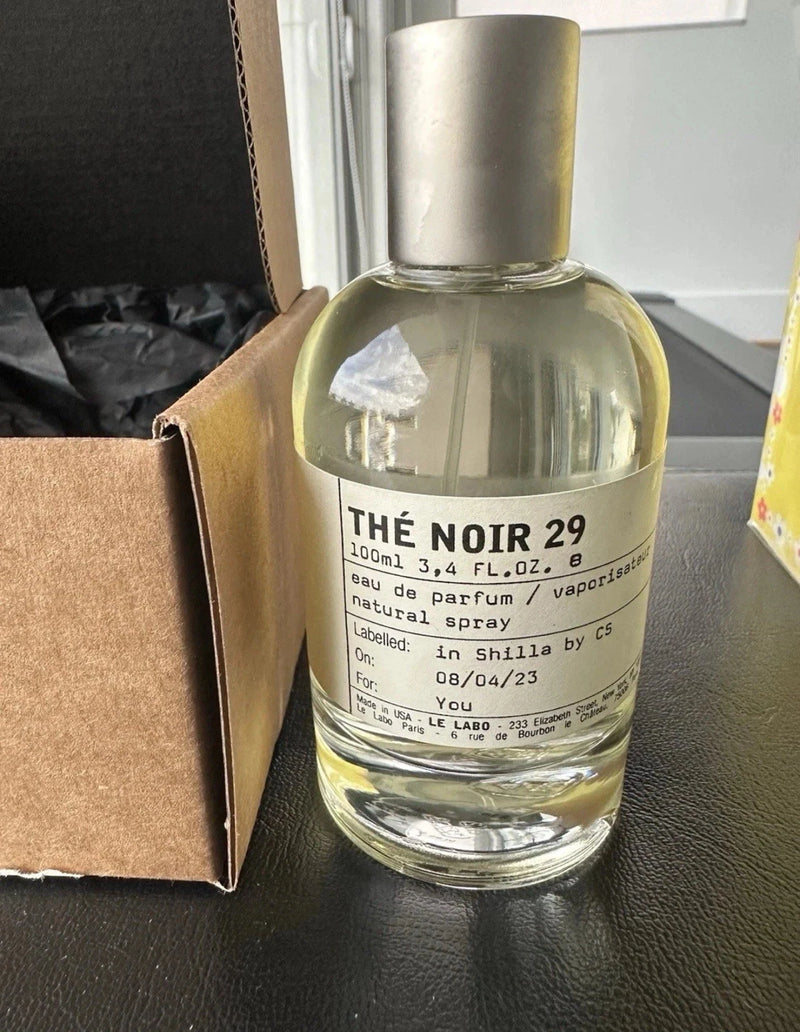 THÉ NOIR 29
100ml 3,4 FL.OZ. e
eau de parfum / vaporisateur
natural spray
Labelled: in Shilla by CS
On: 08/04/23
For: You
Made in USA - LE LABO - 233 Elizabeth Street, New York,
Le Labo Paris - 6 rue de Bourbon le Château,